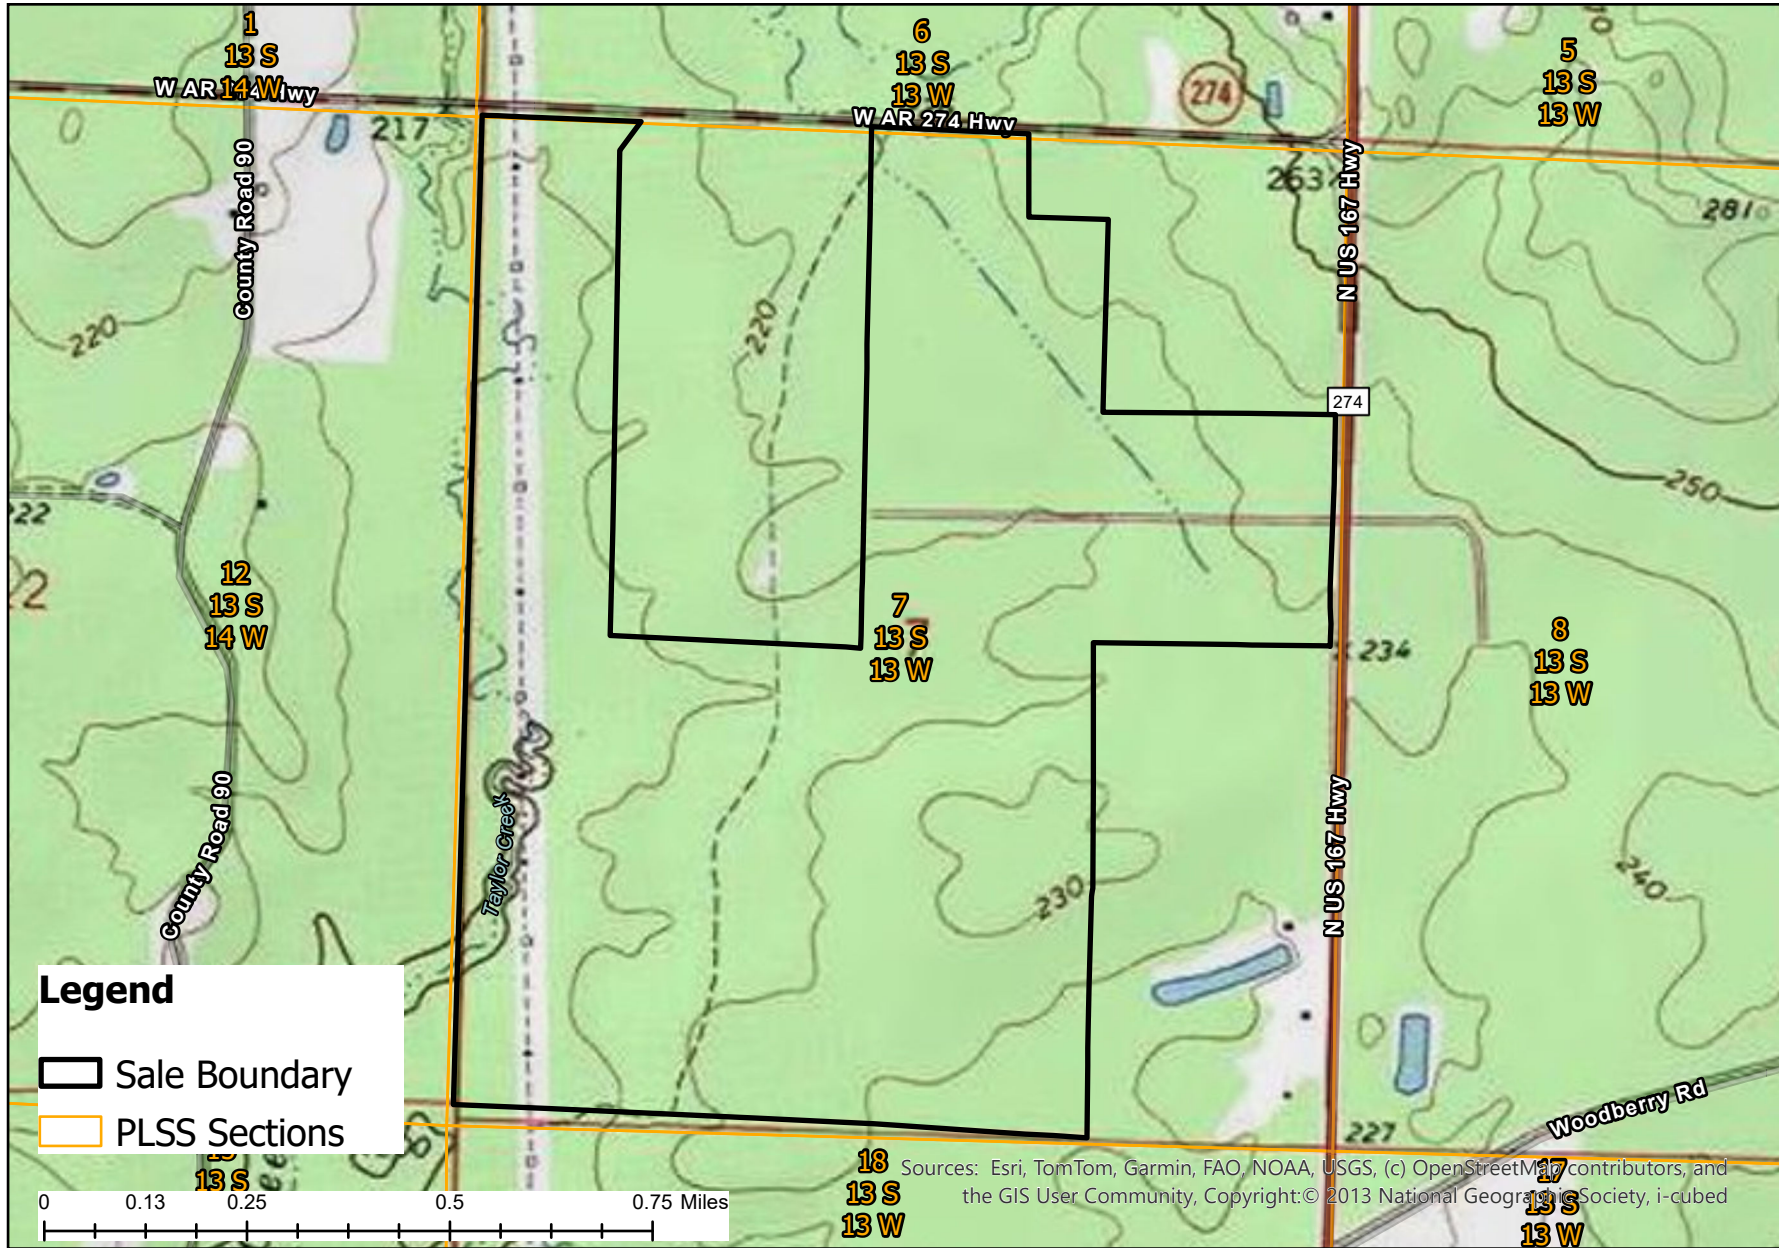 1
13 S
14 W
6
13 S
13 W
5
13 S
13 W
W AR 274 Hwy
W AR 274 Hwy
274
217
263
281
County Road 90
N US 167 Hwy
220
220
274
250
22
12
13 S
14 W
7
7
13 S
13 W
234
8
13 S
13 W
Taylor Creek
County Road 90
N US 167 Hwy
230
240
Legend
Sale Boundary
PLSS Sections
Woodberry Rd
227
13
13 S
18
13 S
13 W
17
13 S
13 W
Sources: Esri, TomTom, Garmin, FAO, NOAA, USGS, (c) OpenStreetMap contributors, and
the GIS User Community, Copyright:© 2013 National Geographic Society, i-cubed
0 0.13 0.25 0.5 0.75 Miles